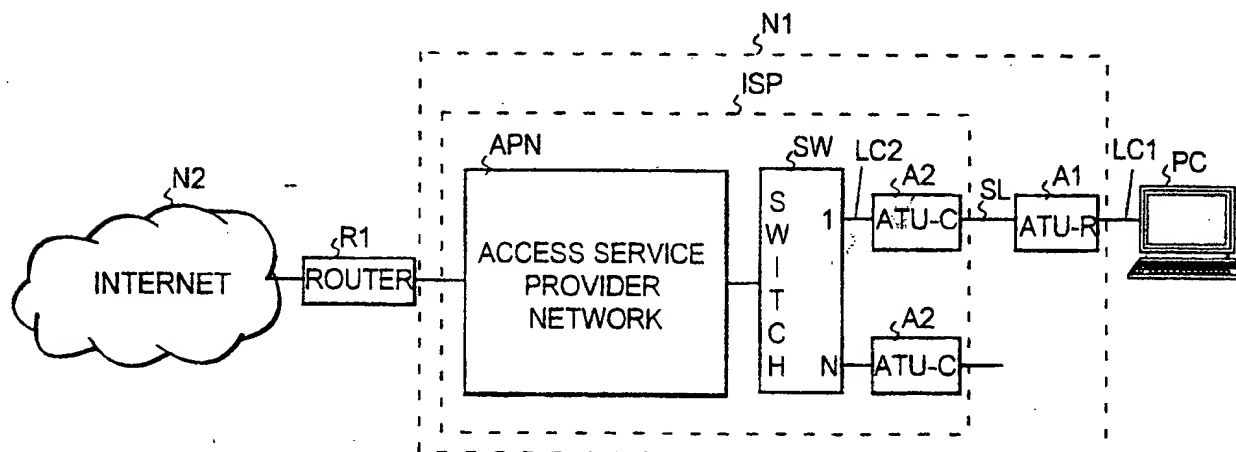 N1
ISP
APN
SW
LC2
A2
SL
A1
LC1
PC
N2
R1
INTERNET
ROUTER
ACCESS SERVICE
PROVIDER
NETWORK
SWITCH
1
ATU-C
ATU-R
A2
N
ATU-C